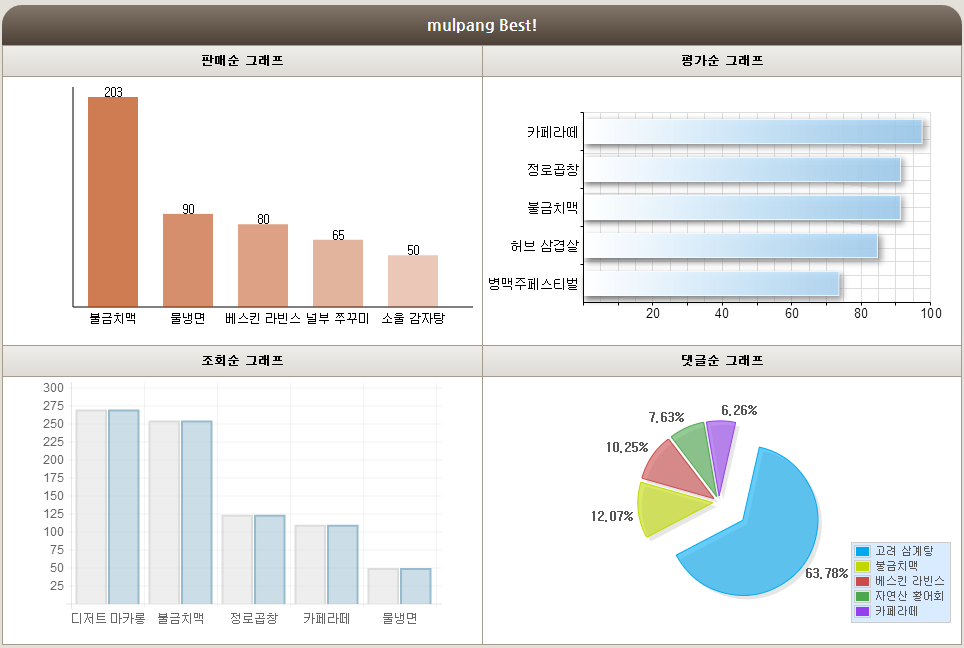 mulpang Best!
판매순 그래프
평가순 그래프
203
90
80
65
50
불금치맥 물냉면 베스킨 라빈스 널부 쭈꾸미 소울 감자탕
카페라떼
정로곱창
불금치맥
허브 삼겹살
병맥주페스티벌
20 40 60 80 100
조회순 그래프
댓글순 그래프
300
275
250
225
200
175
150
125
100
75
50
25
디저트 마카롱 불금치맥 정로곱창 카페라떼 물냉면
6.26%
7.63%
10.25%
12.07%
63.78%
고려 삼계탕
불금치맥
베스킨 라빈스
자연산 황어회
카페라떼